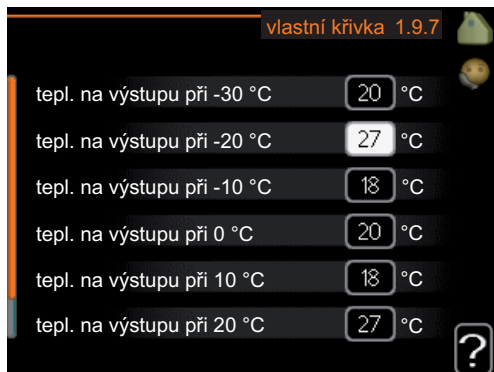 vlastní křivka 1.9.7
tepl. na výstupu při -30 °C 20 °C
tepl. na výstupu při -20 °C 27 °C
tepl. na výstupu při -10 °C 18 °C
tepl. na výstupu při 0 °C 20 °C
tepl. na výstupu při 10 °C 18 °C
tepl. na výstupu při 20 °C 27 °C
?